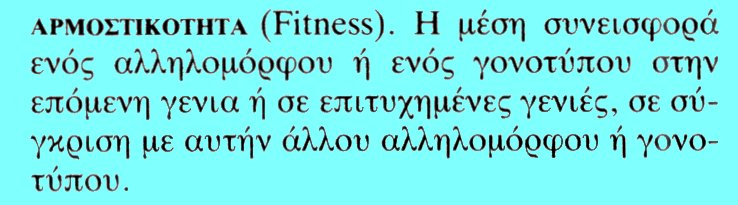 ΑΡΜΟΣΤΙΚΟΤΗΤΑ (Fitness). Η μέση συνεισφορά
ενός αλληλομόρφου ή ενός γονοτύπου στην
επόμενη γενια ή σε επιτυχημένες γενιές, σε σύ-
γκριση με αυτήν άλλου αλληλομόρφου ή γονο-
τύπου.